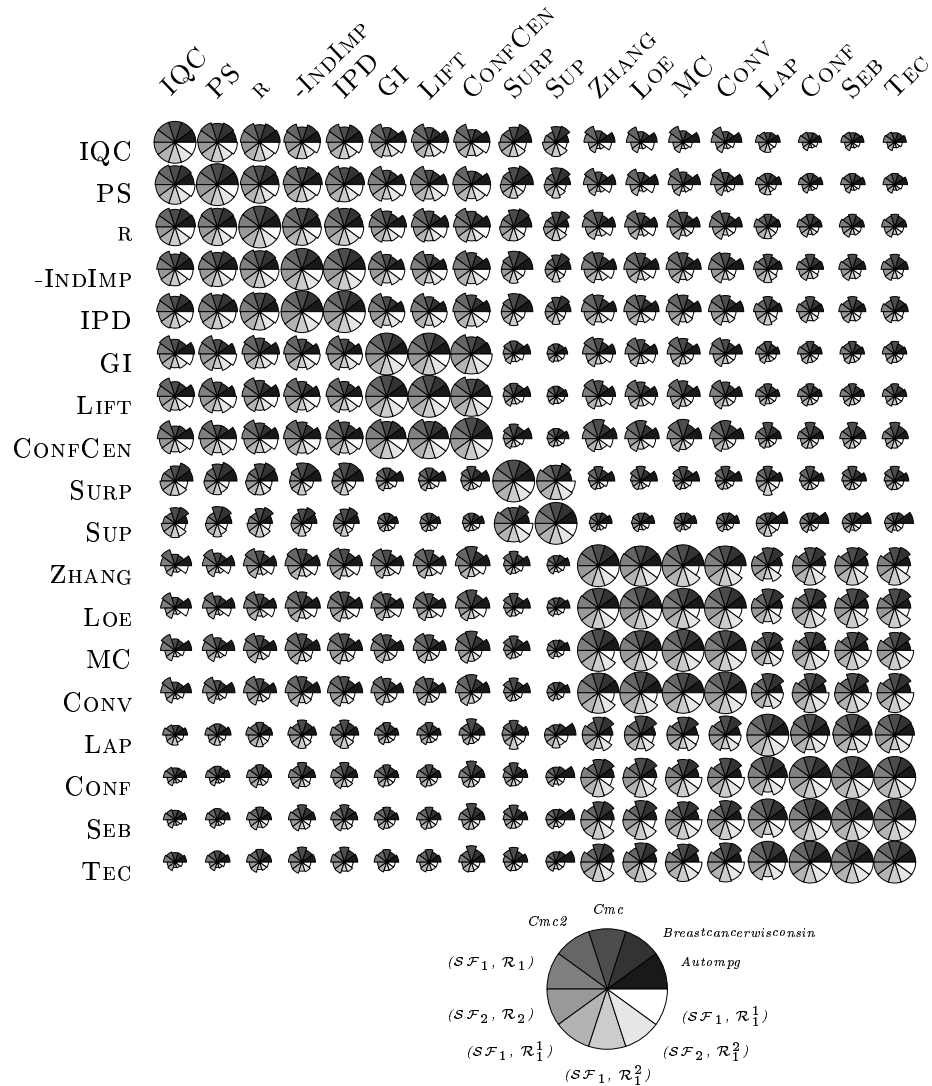 IQC PS R -INDIMP IPD GI LIFT CONFCEN SURP SUP ZHANG LOE MC CONV LAP CONF SEB TEC
IQC
PS
R
-INDIMP
IPD
GI
LIFT
CONFCEN
SURP
SUP
ZHANG
LOE
MC
CONV
LAP
CONF
SEB
TEC
Cmc
Cmc2
Breastcancerwisconsin
(SF₁, R₁)
Autompg
(SF₂, R₂)
(SF₁, R₁¹)
(SF₁, R₁¹)
(SF₂, R₁²)
(SF₁, R₁²)